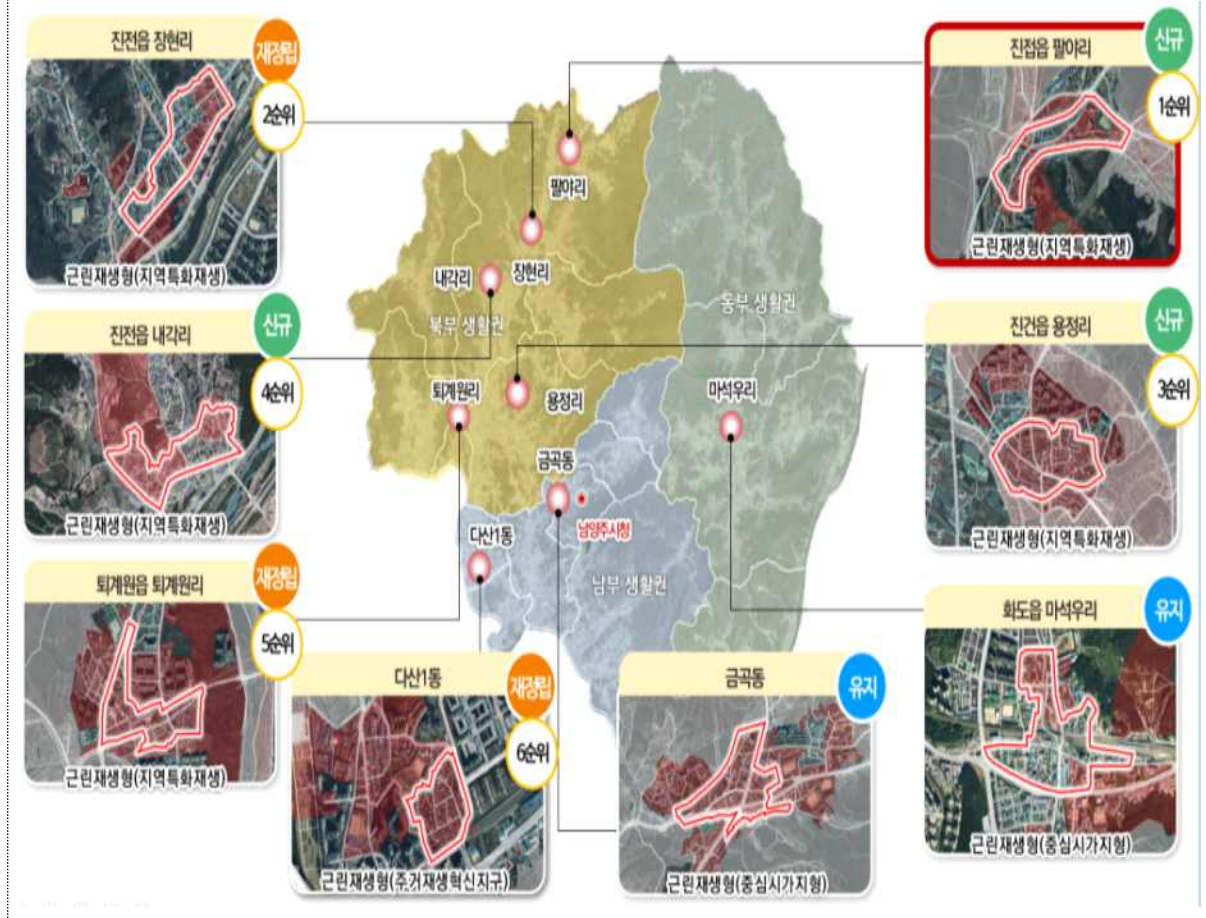 진전읍 장현리
재정립
2순위
근린재생형(지역특화재생)
진접읍 팔야리
신규
1순위
근린재생형(지역특화재생)
진전읍 내각리
신규
4순위
근린재생형(지역특화재생)
진건읍 용정리
신규
3순위
근린재생형(지역특화재생)
퇴계원읍 퇴계원리
재정립
5순위
근린재생형(지역특화재생)
다산1동
재정립
6순위
근린재생형(주거재생혁신지구)
금곡동
유지
근린재생형(중심시가지형)
화도읍 마석우리
유지
근린재생형(중심시가지형)
팔야리
장현리
내각리
북부 생활권
동부 생활권
퇴계원리
용정리
마석우리
금곡동
남양주시청
다산1동
남부 생활권